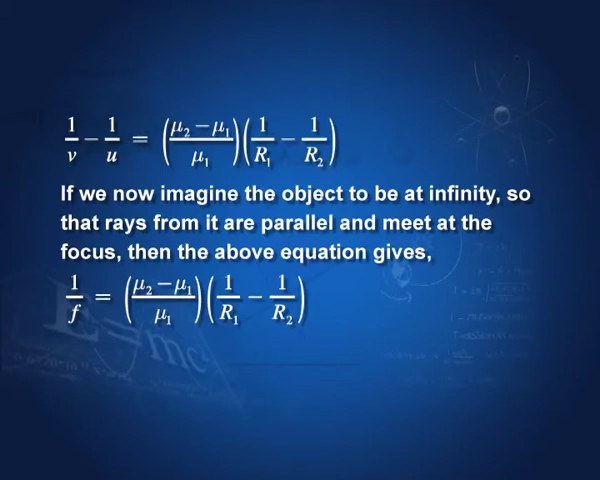 1/v − 1/u = ((μ₂ − μ₁)/μ₁)(1/R₁ − 1/R₂)
If we now imagine the object to be at infinity, so
that rays from it are parallel and meet at the
focus, then the above equation gives,
1/f = ((μ₂ − μ₁)/μ₁)(1/R₁ − 1/R₂)
E=mc²